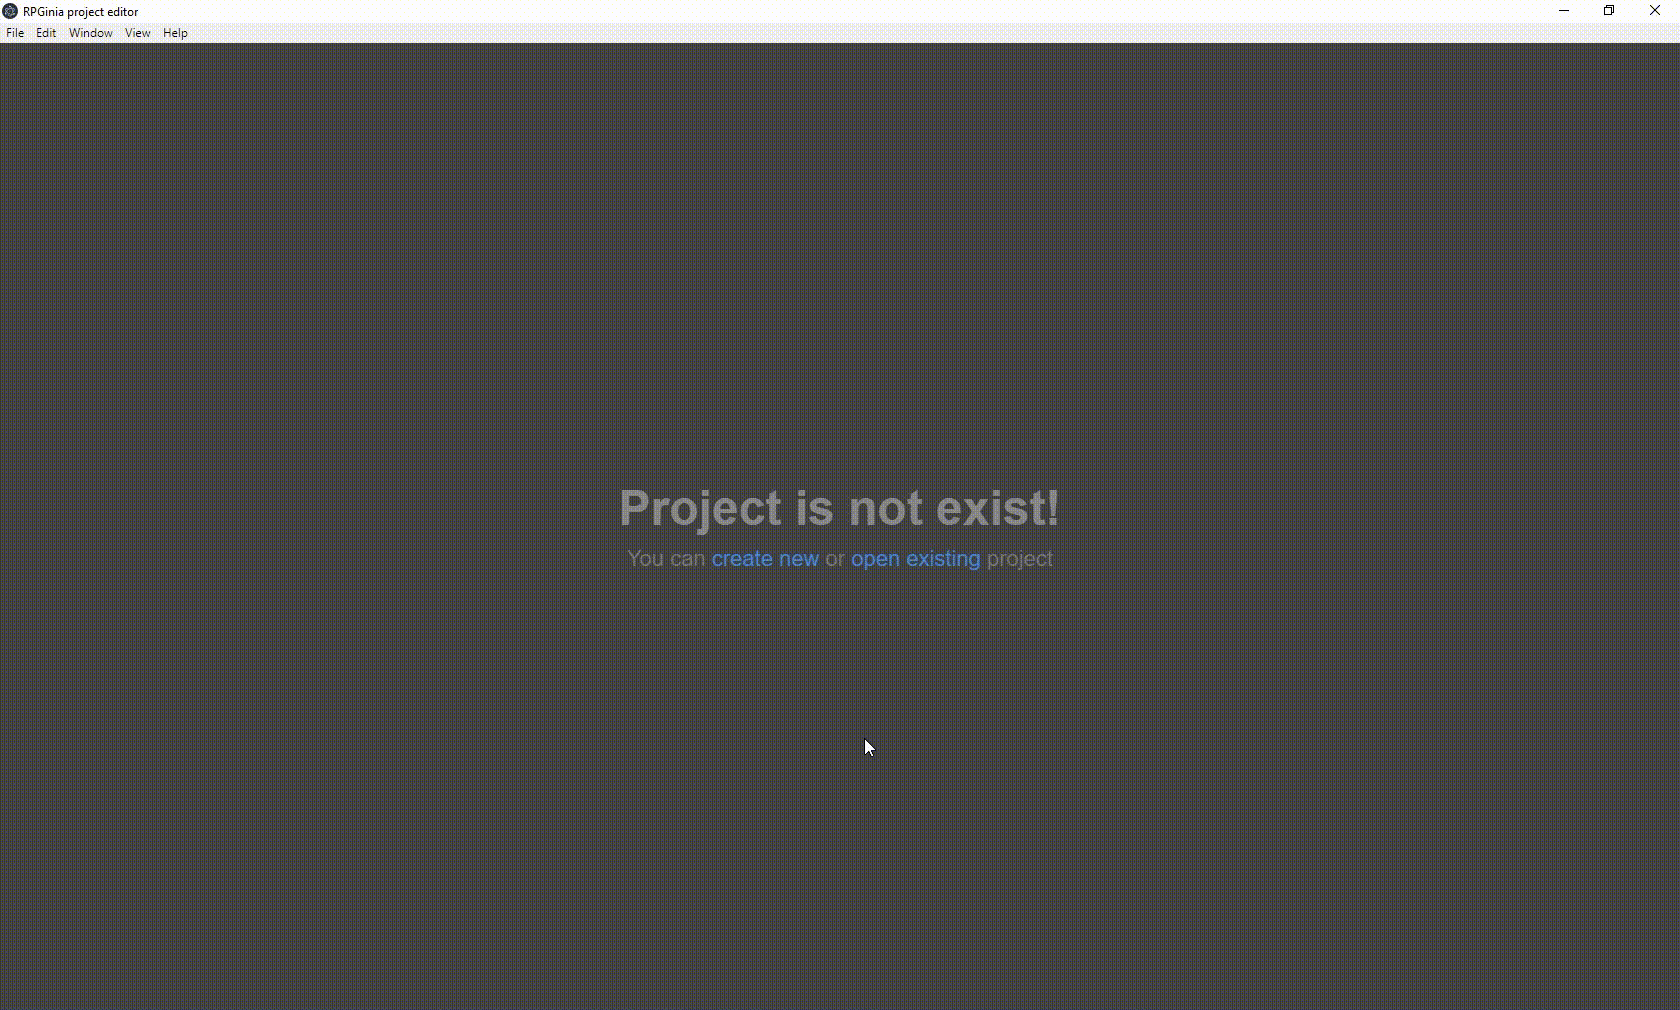 RPGinia project editor
File Edit Window View Help
Project is not exist!
You can create new or open existing project